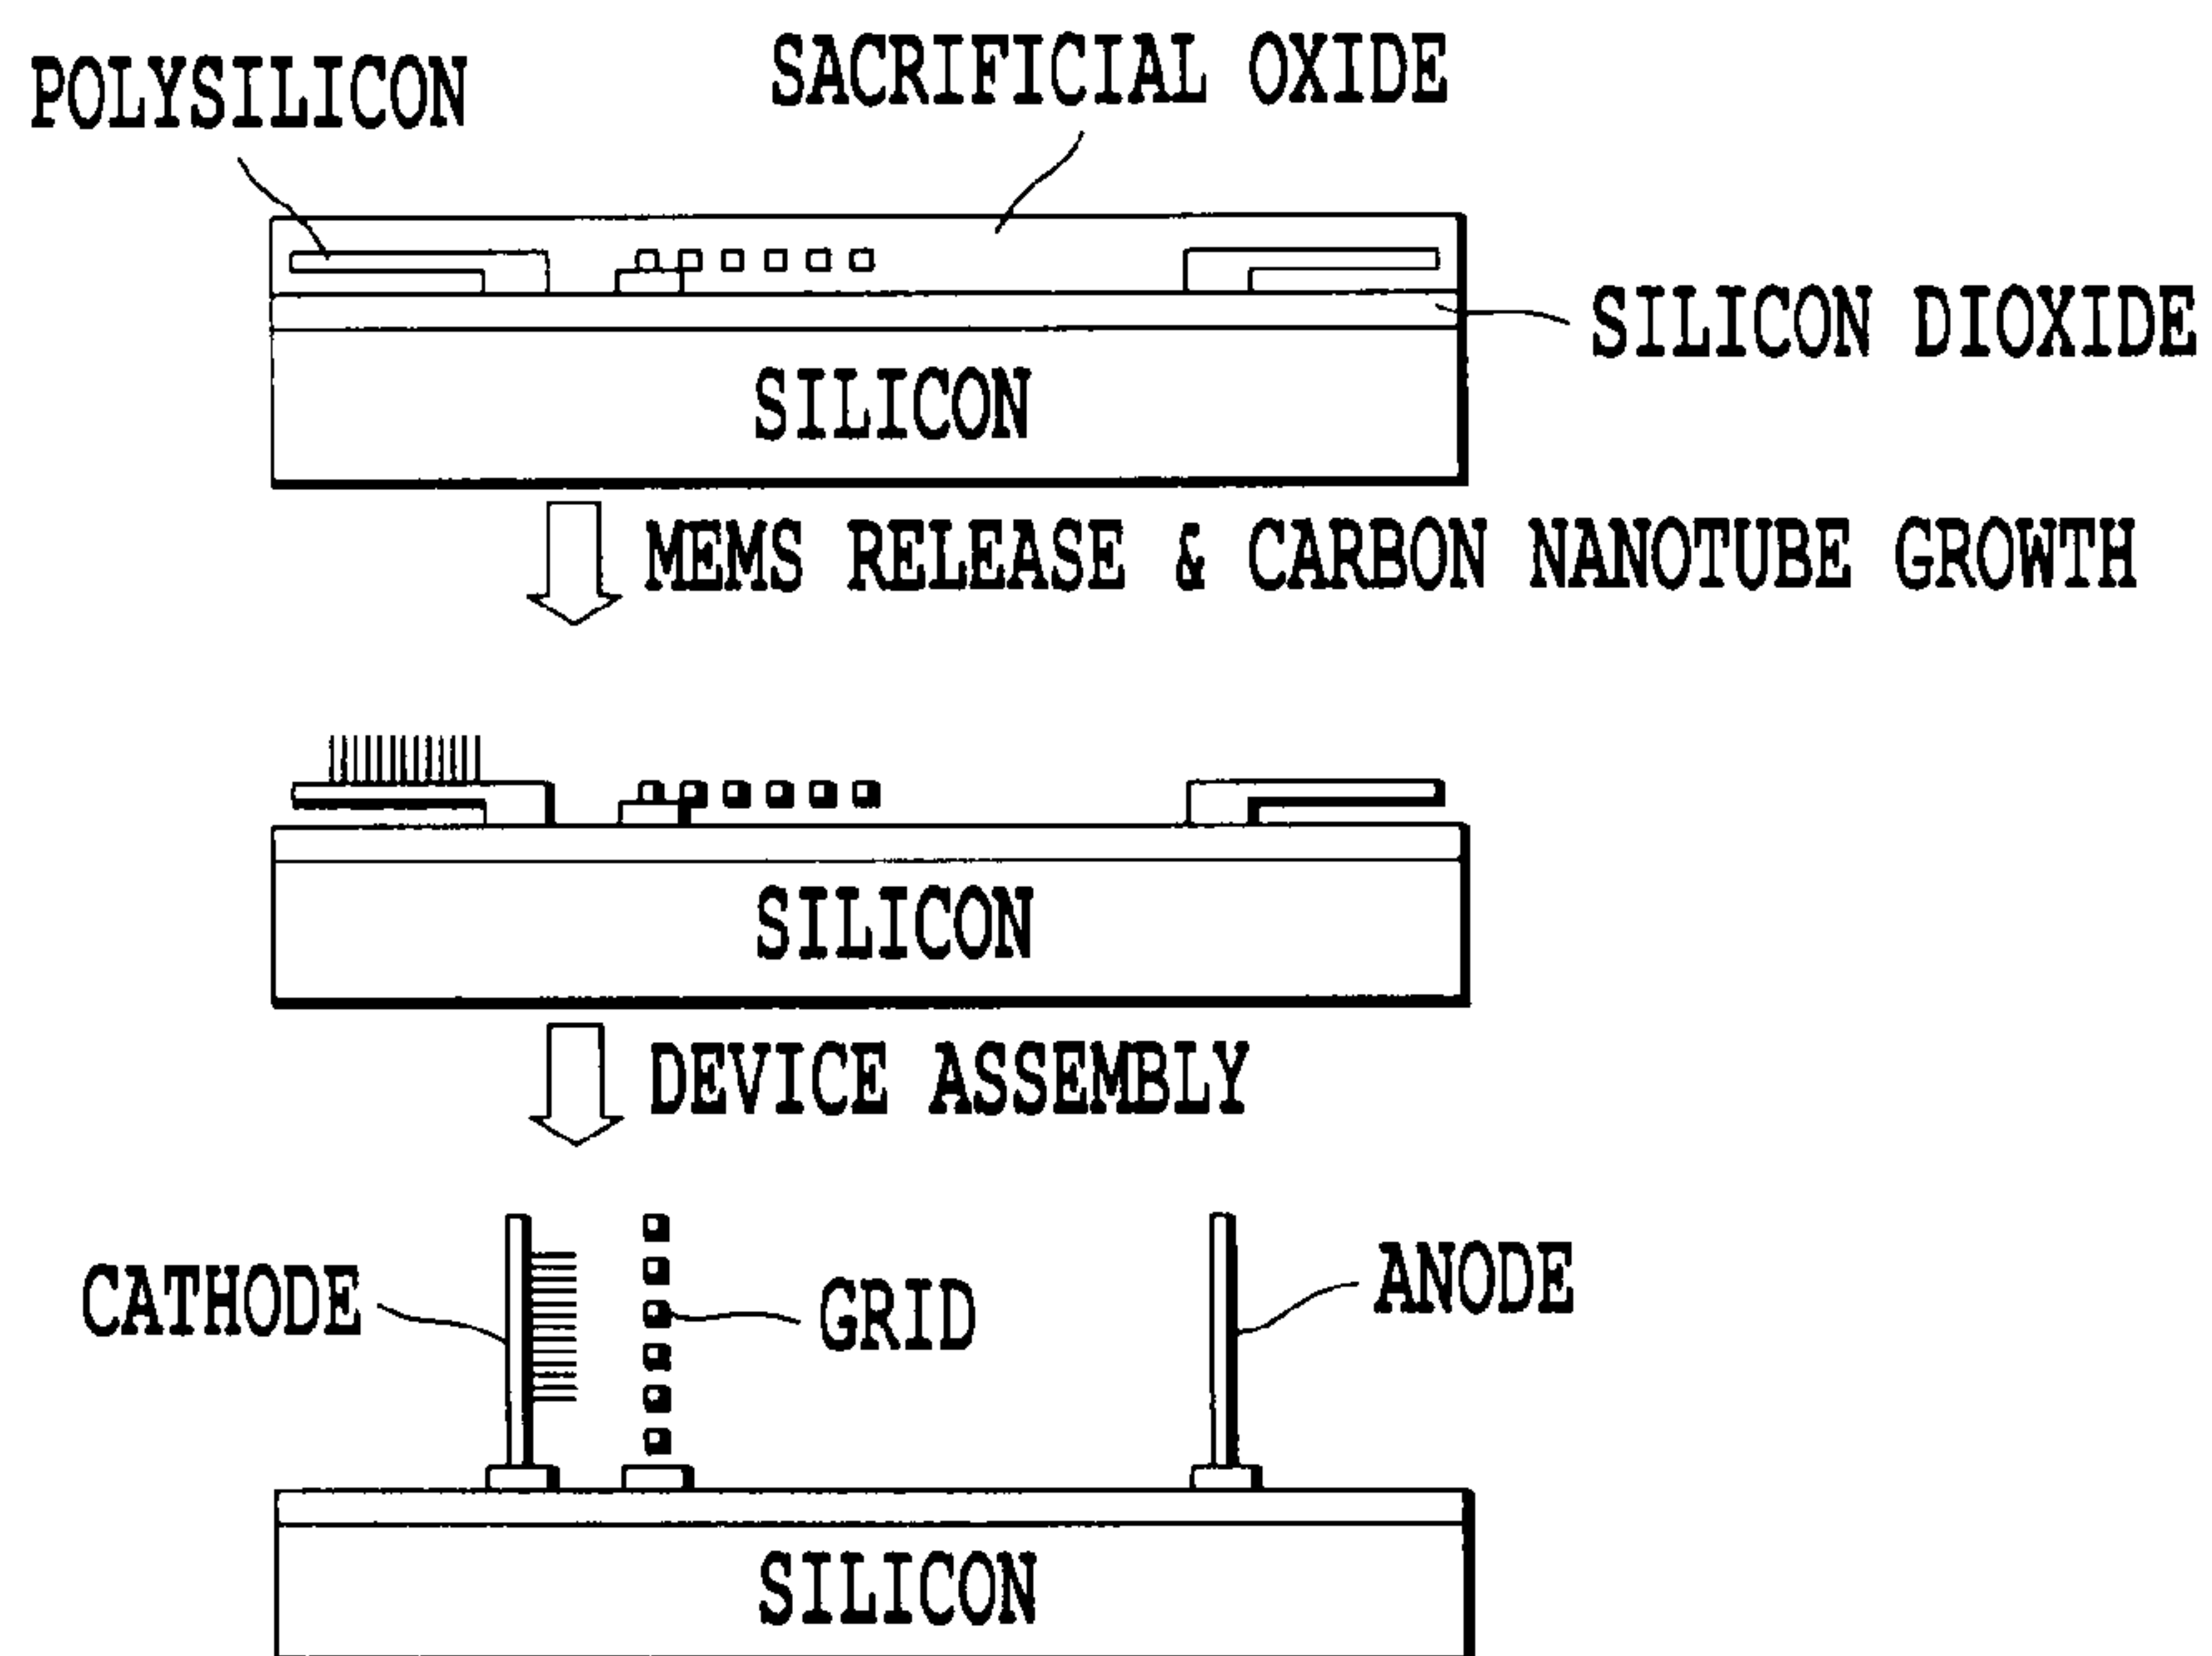 POLYSILICON
SACRIFICIAL OXIDE
SILICON DIOXIDE
SILICON
MEMS RELEASE & CARBON NANOTUBE GROWTH
SILICON
DEVICE ASSEMBLY
CATHODE
GRID
ANODE
SILICON